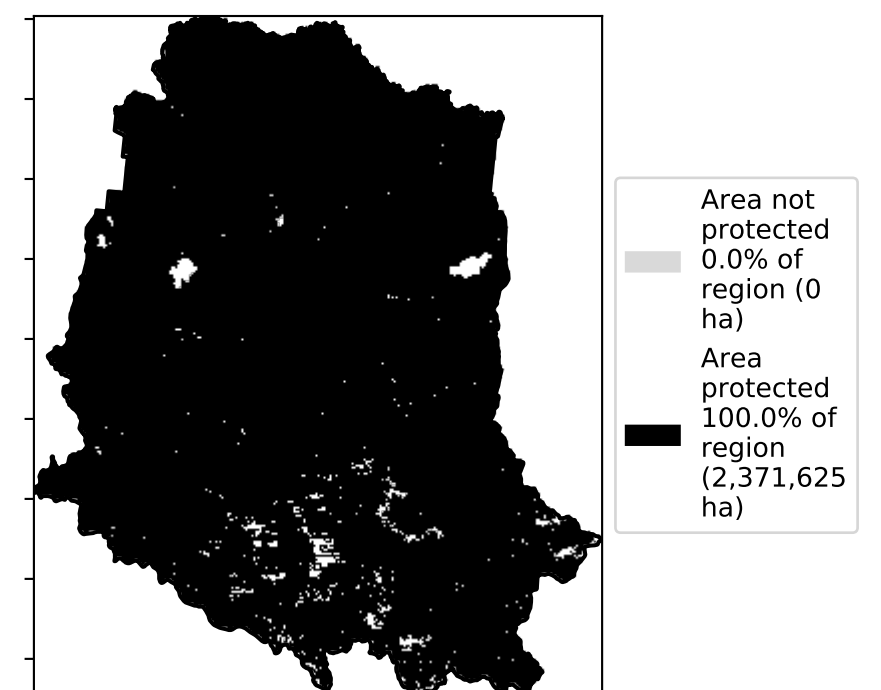 Area not
protected
0.0% of
region (0
ha)
Area
protected
100.0% of
region
(2,371,625
ha)